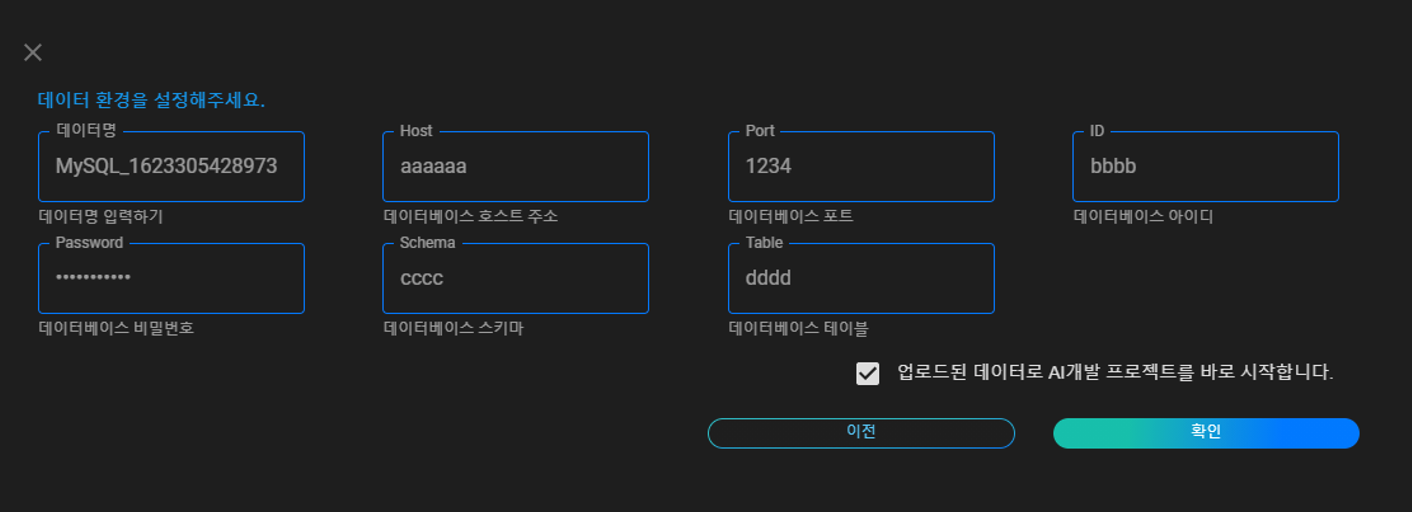 데이터 환경을 설정해주세요.
데이터명 Host Port ID
MySQL_1623305428973 aaaaaa 1234 bbbb
데이터명 입력하기 데이터베이스 호스트 주소 데이터베이스 포트 데이터베이스 아이디
Password Schema Table
••••••••••• cccc dddd
데이터베이스 비밀번호 데이터베이스 스키마 데이터베이스 테이블
업로드된 데이터로 AI개발 프로젝트를 바로 시작합니다.
이전 확인